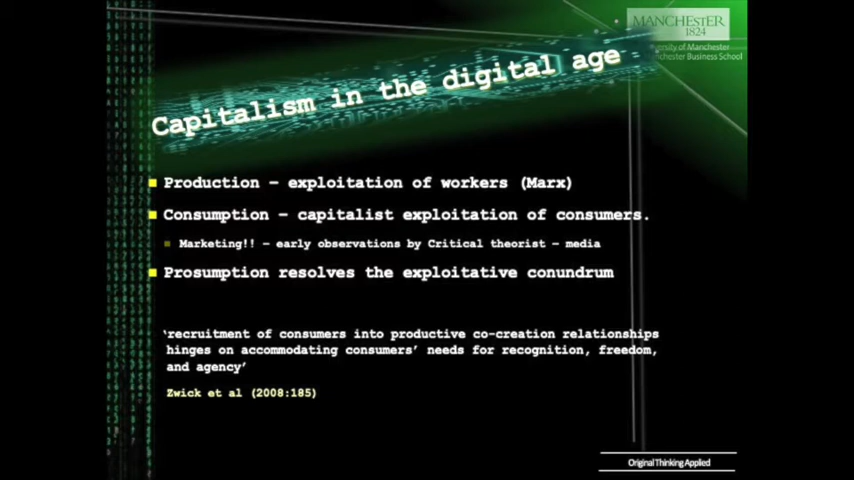 MANCHESTER
1824
University of Manchester
Manchester Business School
Capitalism in the digital age
Production – exploitation of workers (Marx)
Consumption – capitalist exploitation of consumers.
Marketing!! – early observations by Critical theorist – media
Prosumption resolves the exploitative conundrum
‘recruitment of consumers into productive co-creation relationships
hinges on accommodating consumers’ needs for recognition, freedom,
and agency’
Zwick et al (2008:185)
Original Thinking Applied